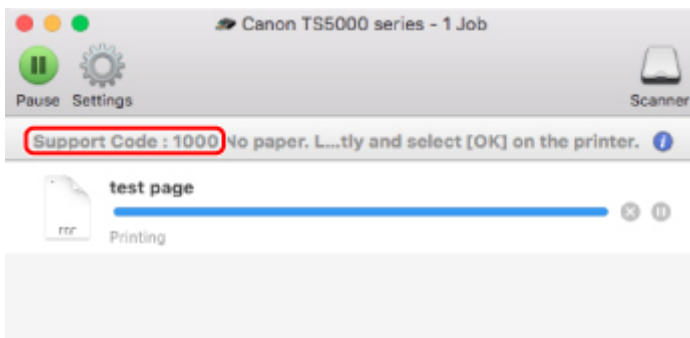 Canon TS5000 series - 1 Job
Pause Settings Scanner
Support Code : 1000 No paper. L...tly and select [OK] on the printer.
test page
Printing